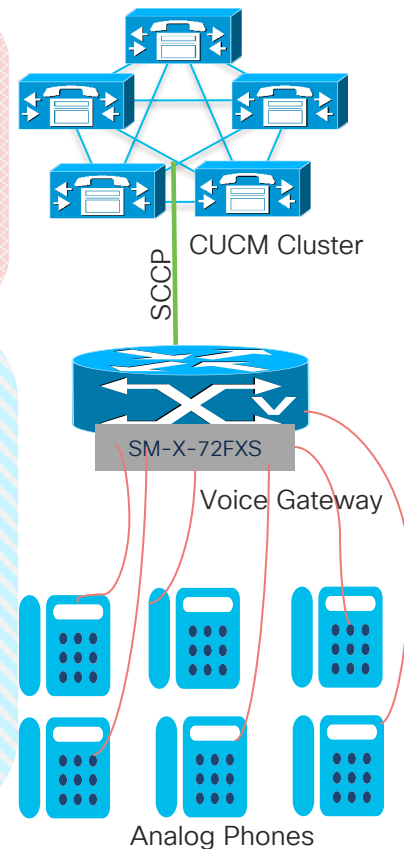 CUCM Cluster
SCCP
SM-X-72FXS
Voice Gateway
Analog Phones